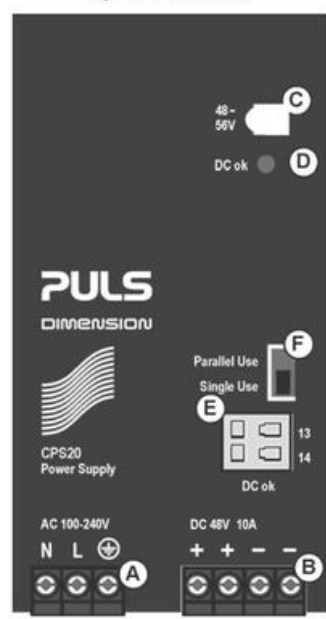 48-
56V
C
DC ok
D
PULS
DIMENSION
F
Parallel Use
Single Use
E
13
14
DC ok
CPS20
Power Supply
AC 100-240V
N L
A
DC 48V 10A
+ + − −
B